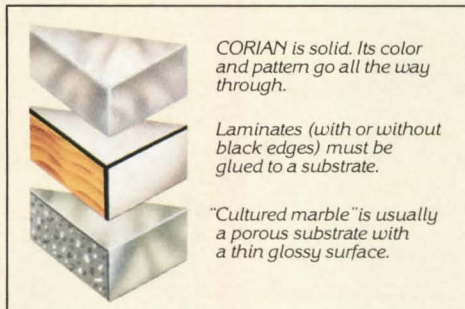 CORIAN is solid. Its color
and pattern go all the way
through.
Laminates (with or without
black edges) must be
glued to a substrate.
"Cultured marble" is usually
a porous substrate with
a thin glossy surface.